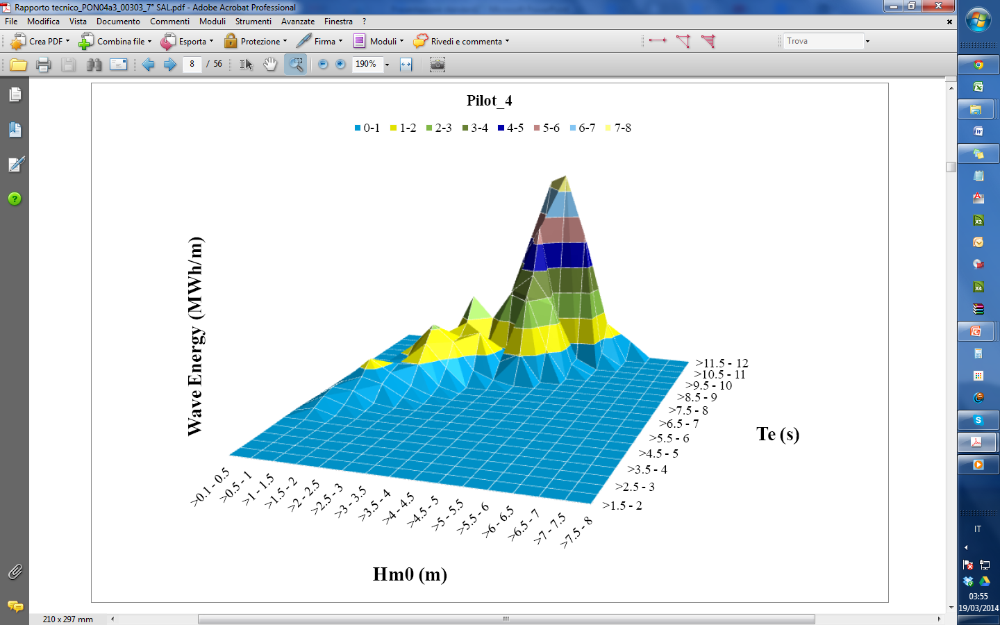 Rapporto tecnico_PON04a3_00303_7° SAL.pdf - Adobe Acrobat Professional
File Modifica Vista Documento Commenti Moduli Strumenti Avanzate Finestra ?
Crea PDF Combina file Esporta Protezione Firma Moduli Rivedi e commenta Trova
8 / 56 190%
Pilot_4
0-1 1-2 2-3 3-4 4-5 5-6 6-7 7-8
Wave Energy (MWh/m)
>11.5 - 12
>10.5 - 11
>9.5 - 10
>8.5 - 9
>7.5 - 8
>6.5 - 7
>5.5 - 6
>4.5 - 5
>3.5 - 4
>2.5 - 3
>1.5 - 2
Te (s)
>0.1 - 0.5
>0.5 - 1
>1 - 1.5
>1.5 - 2
>2 - 2.5
>2.5 - 3
>3 - 3.5
>3.5 - 4
>4 - 4.5
>4.5 - 5
>5 - 5.5
>5.5 - 6
>6 - 6.5
>6.5 - 7
>7 - 7.5
>7.5 - 8
Hm0 (m)
210 x 297 mm
X2
X4
IT
03:55
19/03/2014